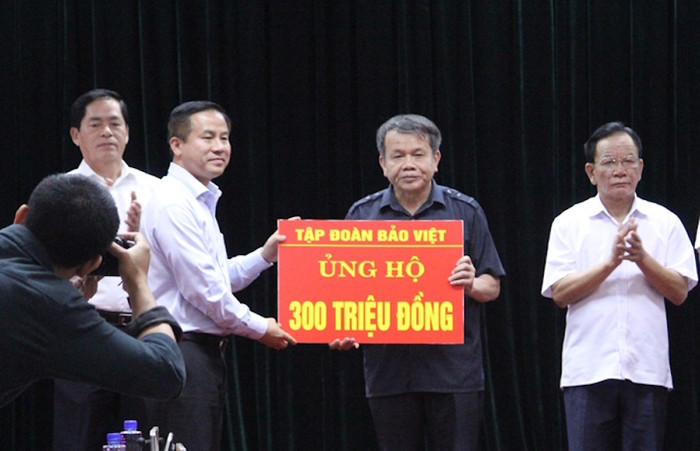 TẬP ĐOÀN BẢO VIỆT
ỦNG HỘ
300 TRIỆU ĐỒNG